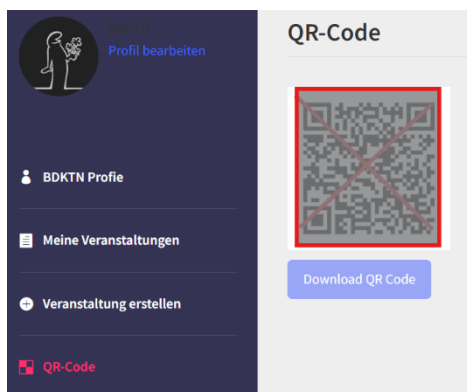 Profil bearbeiten
BDKTN Profie
Meine Veranstaltungen
Veranstaltung erstellen
QR-Code
QR-Code
Download QR Code